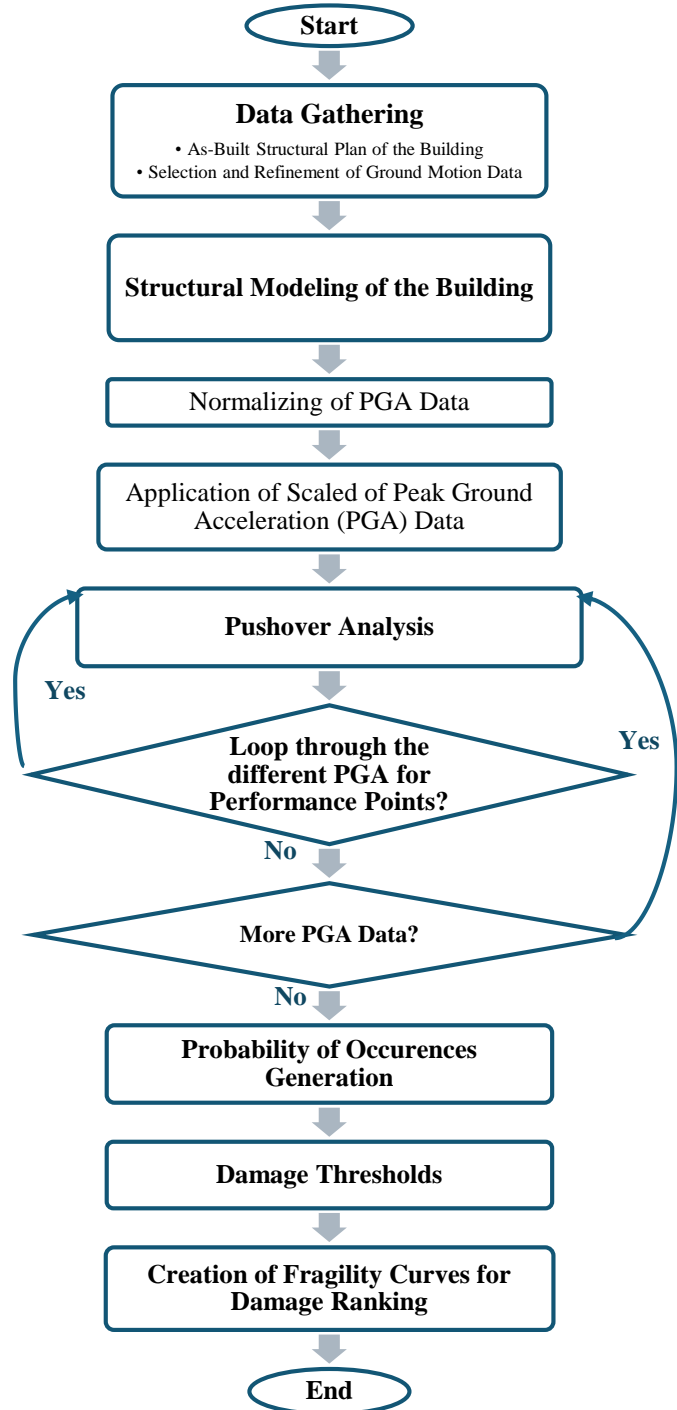 Start
Data Gathering
• As-Built Structural Plan of the Building
• Selection and Refinement of Ground Motion Data
Structural Modeling of the Building
Normalizing of PGA Data
Application of Scaled of Peak Ground
Acceleration (PGA) Data
Pushover Analysis
Yes
Loop through the
different PGA for
Performance Points?
Yes
No
More PGA Data?
No
Probability of Occurences
Generation
Damage Thresholds
Creation of Fragility Curves for
Damage Ranking
End